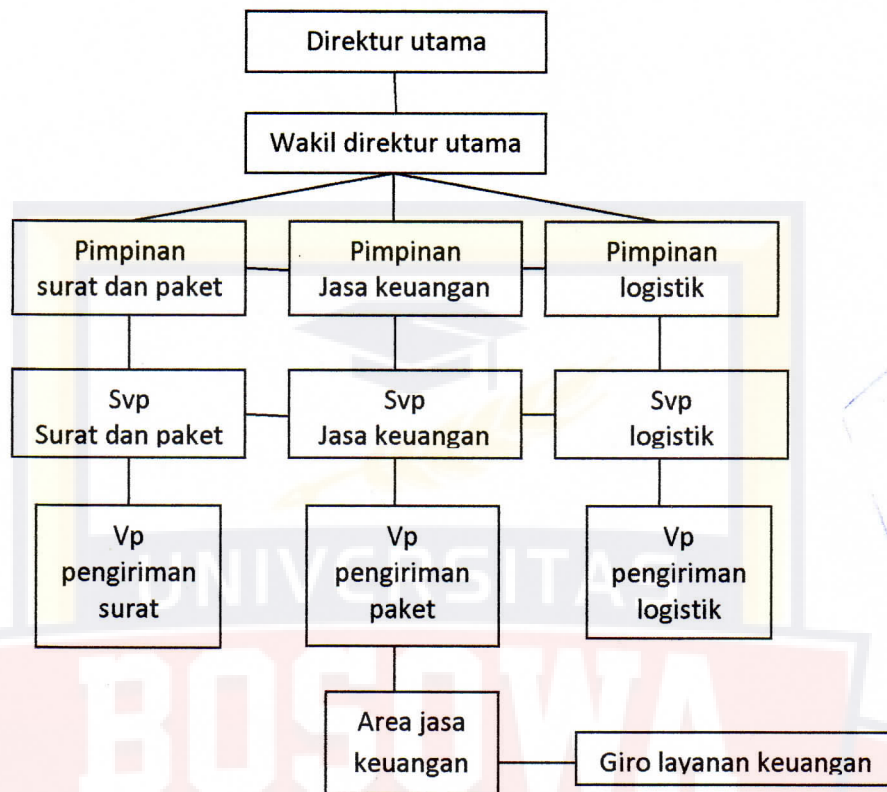 Direktur utama
Wakil direktur utama
Pimpinan
surat dan paket
Pimpinan
Jasa keuangan
Pimpinan
logistik
Svp
Surat dan paket
Svp
Jasa keuangan
Svp
logistik
Vp
pengiriman
surat
Vp
pengiriman
paket
Vp
pengiriman
logistik
UNIVERSITAS
BOSOWA
Area jasa
keuangan
Giro layanan keuangan